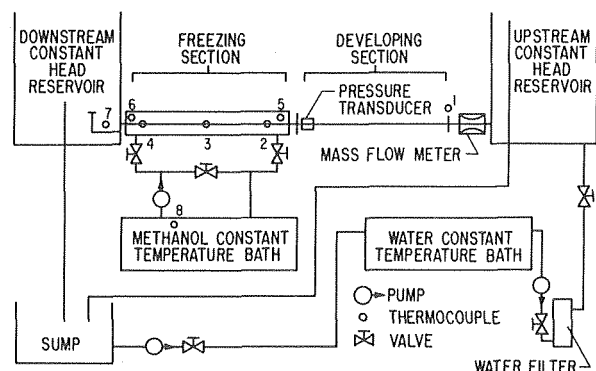 DOWNSTREAM
CONSTANT
HEAD
RESERVOIR
FREEZING
SECTION
DEVELOPING
SECTION
UPSTREAM
CONSTANT
HEAD
RESERVOIR
PRESSURE
TRANSDUCER
1
7
6
5
4
3
2
MASS FLOW METER
8
METHANOL CONSTANT
TEMPERATURE BATH
WATER CONSTANT
TEMPERATURE BATH
PUMP
THERMOCOUPLE
VALVE
SUMP
WATER FILTER